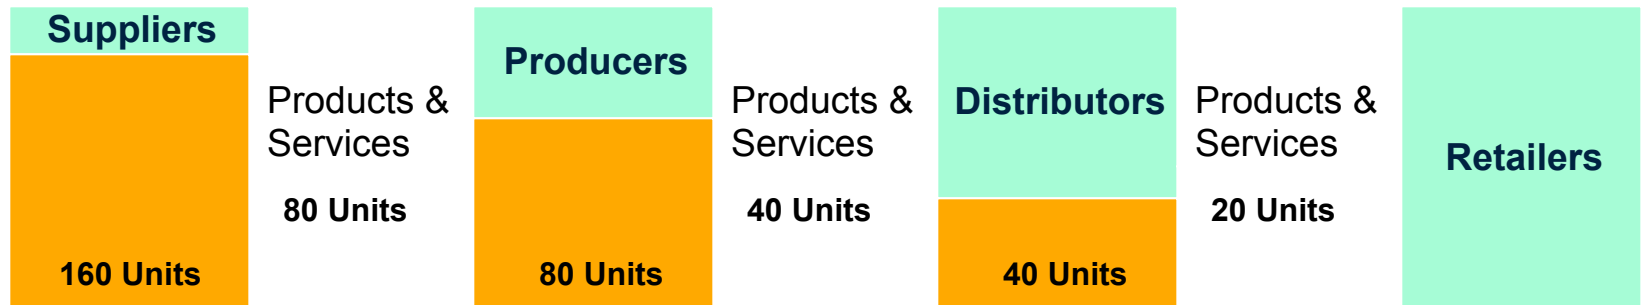 Suppliers
160 Units
Products &
Services
80 Units
Producers
80 Units
Products &
Services
40 Units
Distributors
40 Units
Products &
Services
20 Units
Retailers